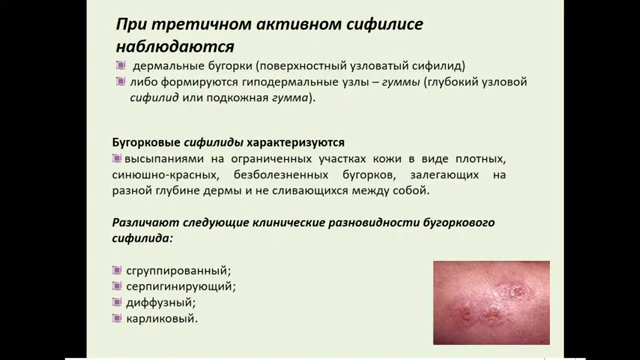 При третичном активном сифилисе
наблюдаются
дермальные бугорки (поверхностный узловатый сифилид)
либо формируются гиподермальные узлы – гуммы (глубокий узловой
сифилид или подкожная гумма).
Бугорковые сифилиды характеризуются
высыпаниями на ограниченных участках кожи в виде плотных,
синюшно-красных, безболезненных бугорков, залегающих на
разной глубине дермы и не сливающихся между собой.
Различают следующие клинические разновидности бугоркового
сифилида:
сгруппированный;
серпигинирующий;
диффузный;
карликовый.